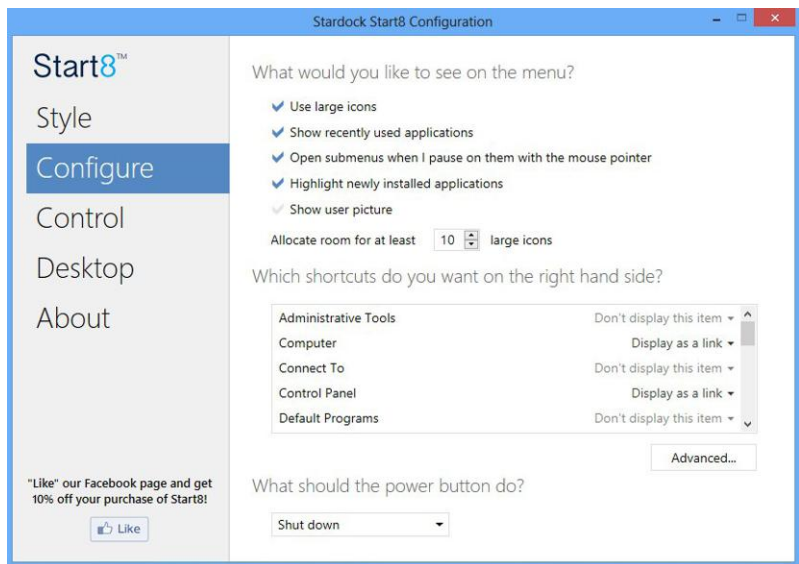 Stardock Start8 Configuration
Start8™
Style
Configure
Control
Desktop
About
"Like" our Facebook page and get
10% off your purchase of Start8!
Like
What would you like to see on the menu?
Use large icons
Show recently used applications
Open submenus when I pause on them with the mouse pointer
Highlight newly installed applications
Show user picture
Allocate room for at least 10 large icons
Which shortcuts do you want on the right hand side?
Administrative Tools Don't display this item
Computer Display as a link
Connect To Don't display this item
Control Panel Display as a link
Default Programs Don't display this item
Advanced...
What should the power button do?
Shut down